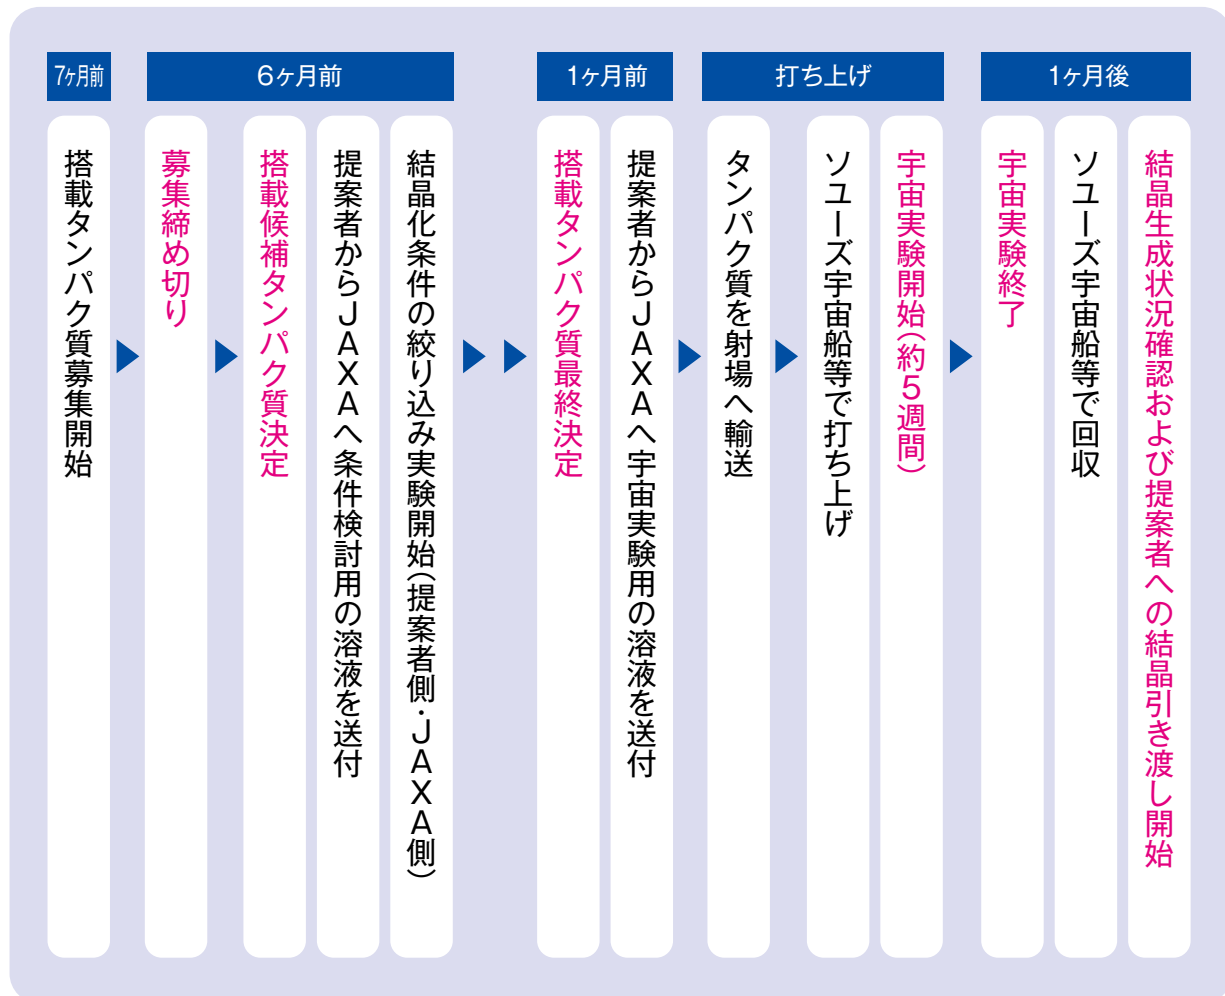 7ヶ月前
搭載タンパク質募集開始
6ヶ月前
募集締め切り
搭載候補タンパク質決定
提案者からJAXAへ条件検討用の溶液を送付
結晶化条件の絞り込み実験開始（提案者側・JAXA側）
1ヶ月前
搭載タンパク質最終決定
提案者からJAXAへ宇宙実験用の溶液を送付
打ち上げ
タンパク質を射場へ輸送
ソユーズ宇宙船等で打ち上げ
宇宙実験開始（約5週間）
1ヶ月後
宇宙実験終了
ソユーズ宇宙船等で回収
結晶生成状況確認および提案者への結晶引き渡し開始